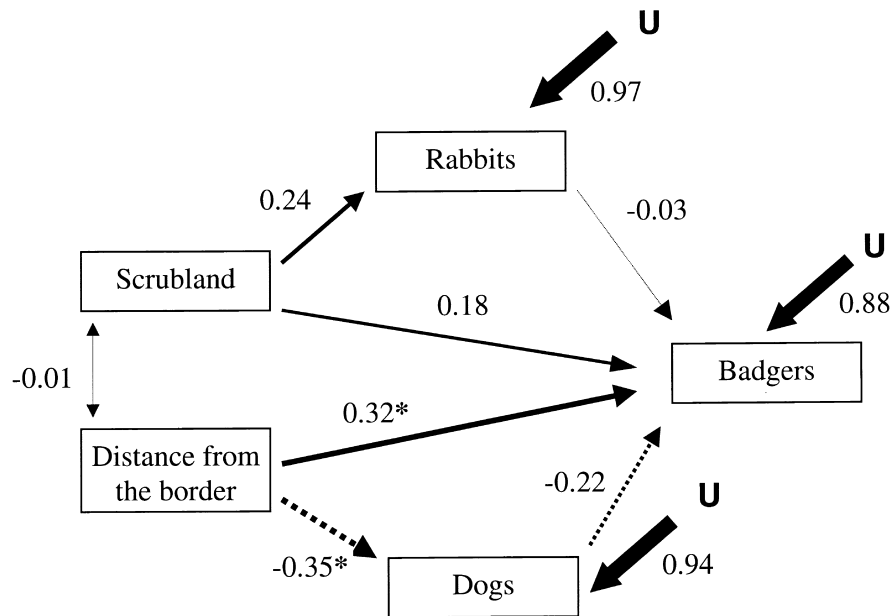 U
0.97
Rabbits
0.24
-0.03
U
Scrubland
0.18
0.88
-0.01
Badgers
0.32*
Distance from
the border
-0.22
U
-0.35*
0.94
Dogs